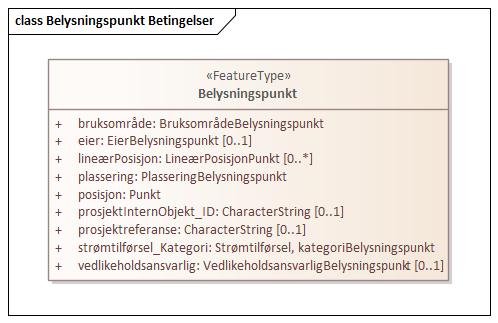 class Belysningspunkt Betingelser
«FeatureType»
Belysningspunkt
+ bruksområde: BruksområdeBelysningspunkt
+ eier: EierBelysningspunkt [0..1]
+ lineærPosisjon: LineærPosisjonPunkt [0..*]
+ plassering: PlasseringBelysningspunkt
+ posisjon: Punkt
+ prosjektInternObjekt_ID: CharacterString [0..1]
+ prosjektreferanse: CharacterString [0..1]
+ strømtilførsel_Kategori: Strømtilførsel, kategoriBelysningspunkt
+ vedlikeholdsansvarlig: VedlikeholdsansvarligBelysningspunkt [0..1]